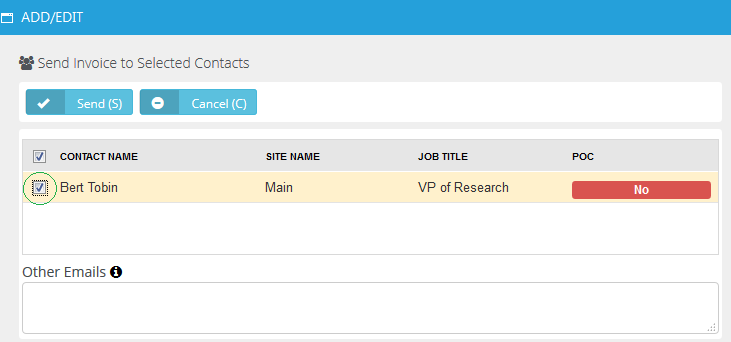 ADD/EDIT
Send Invoice to Selected Contacts
Send (S) Cancel (C)
CONTACT NAME SITE NAME JOB TITLE POC
Bert Tobin Main VP of Research No
Other Emails